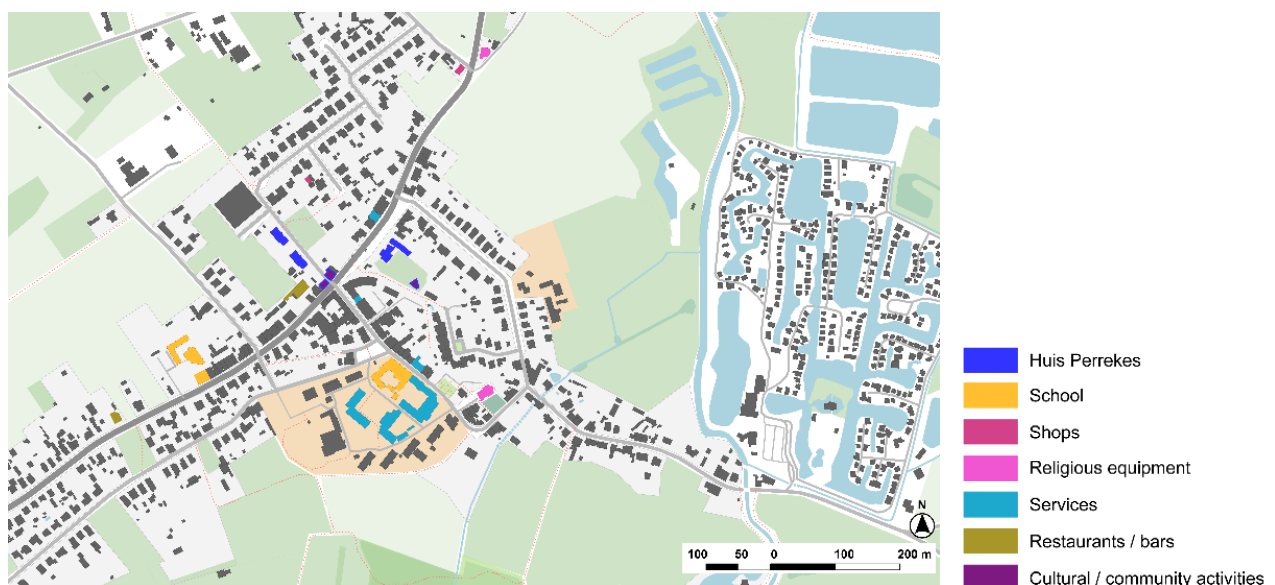 Huis Perrekes
School
Shops
Religious equipment
Services
Restaurants / bars
Cultural / community activities
N
100 50 0 100 200 m